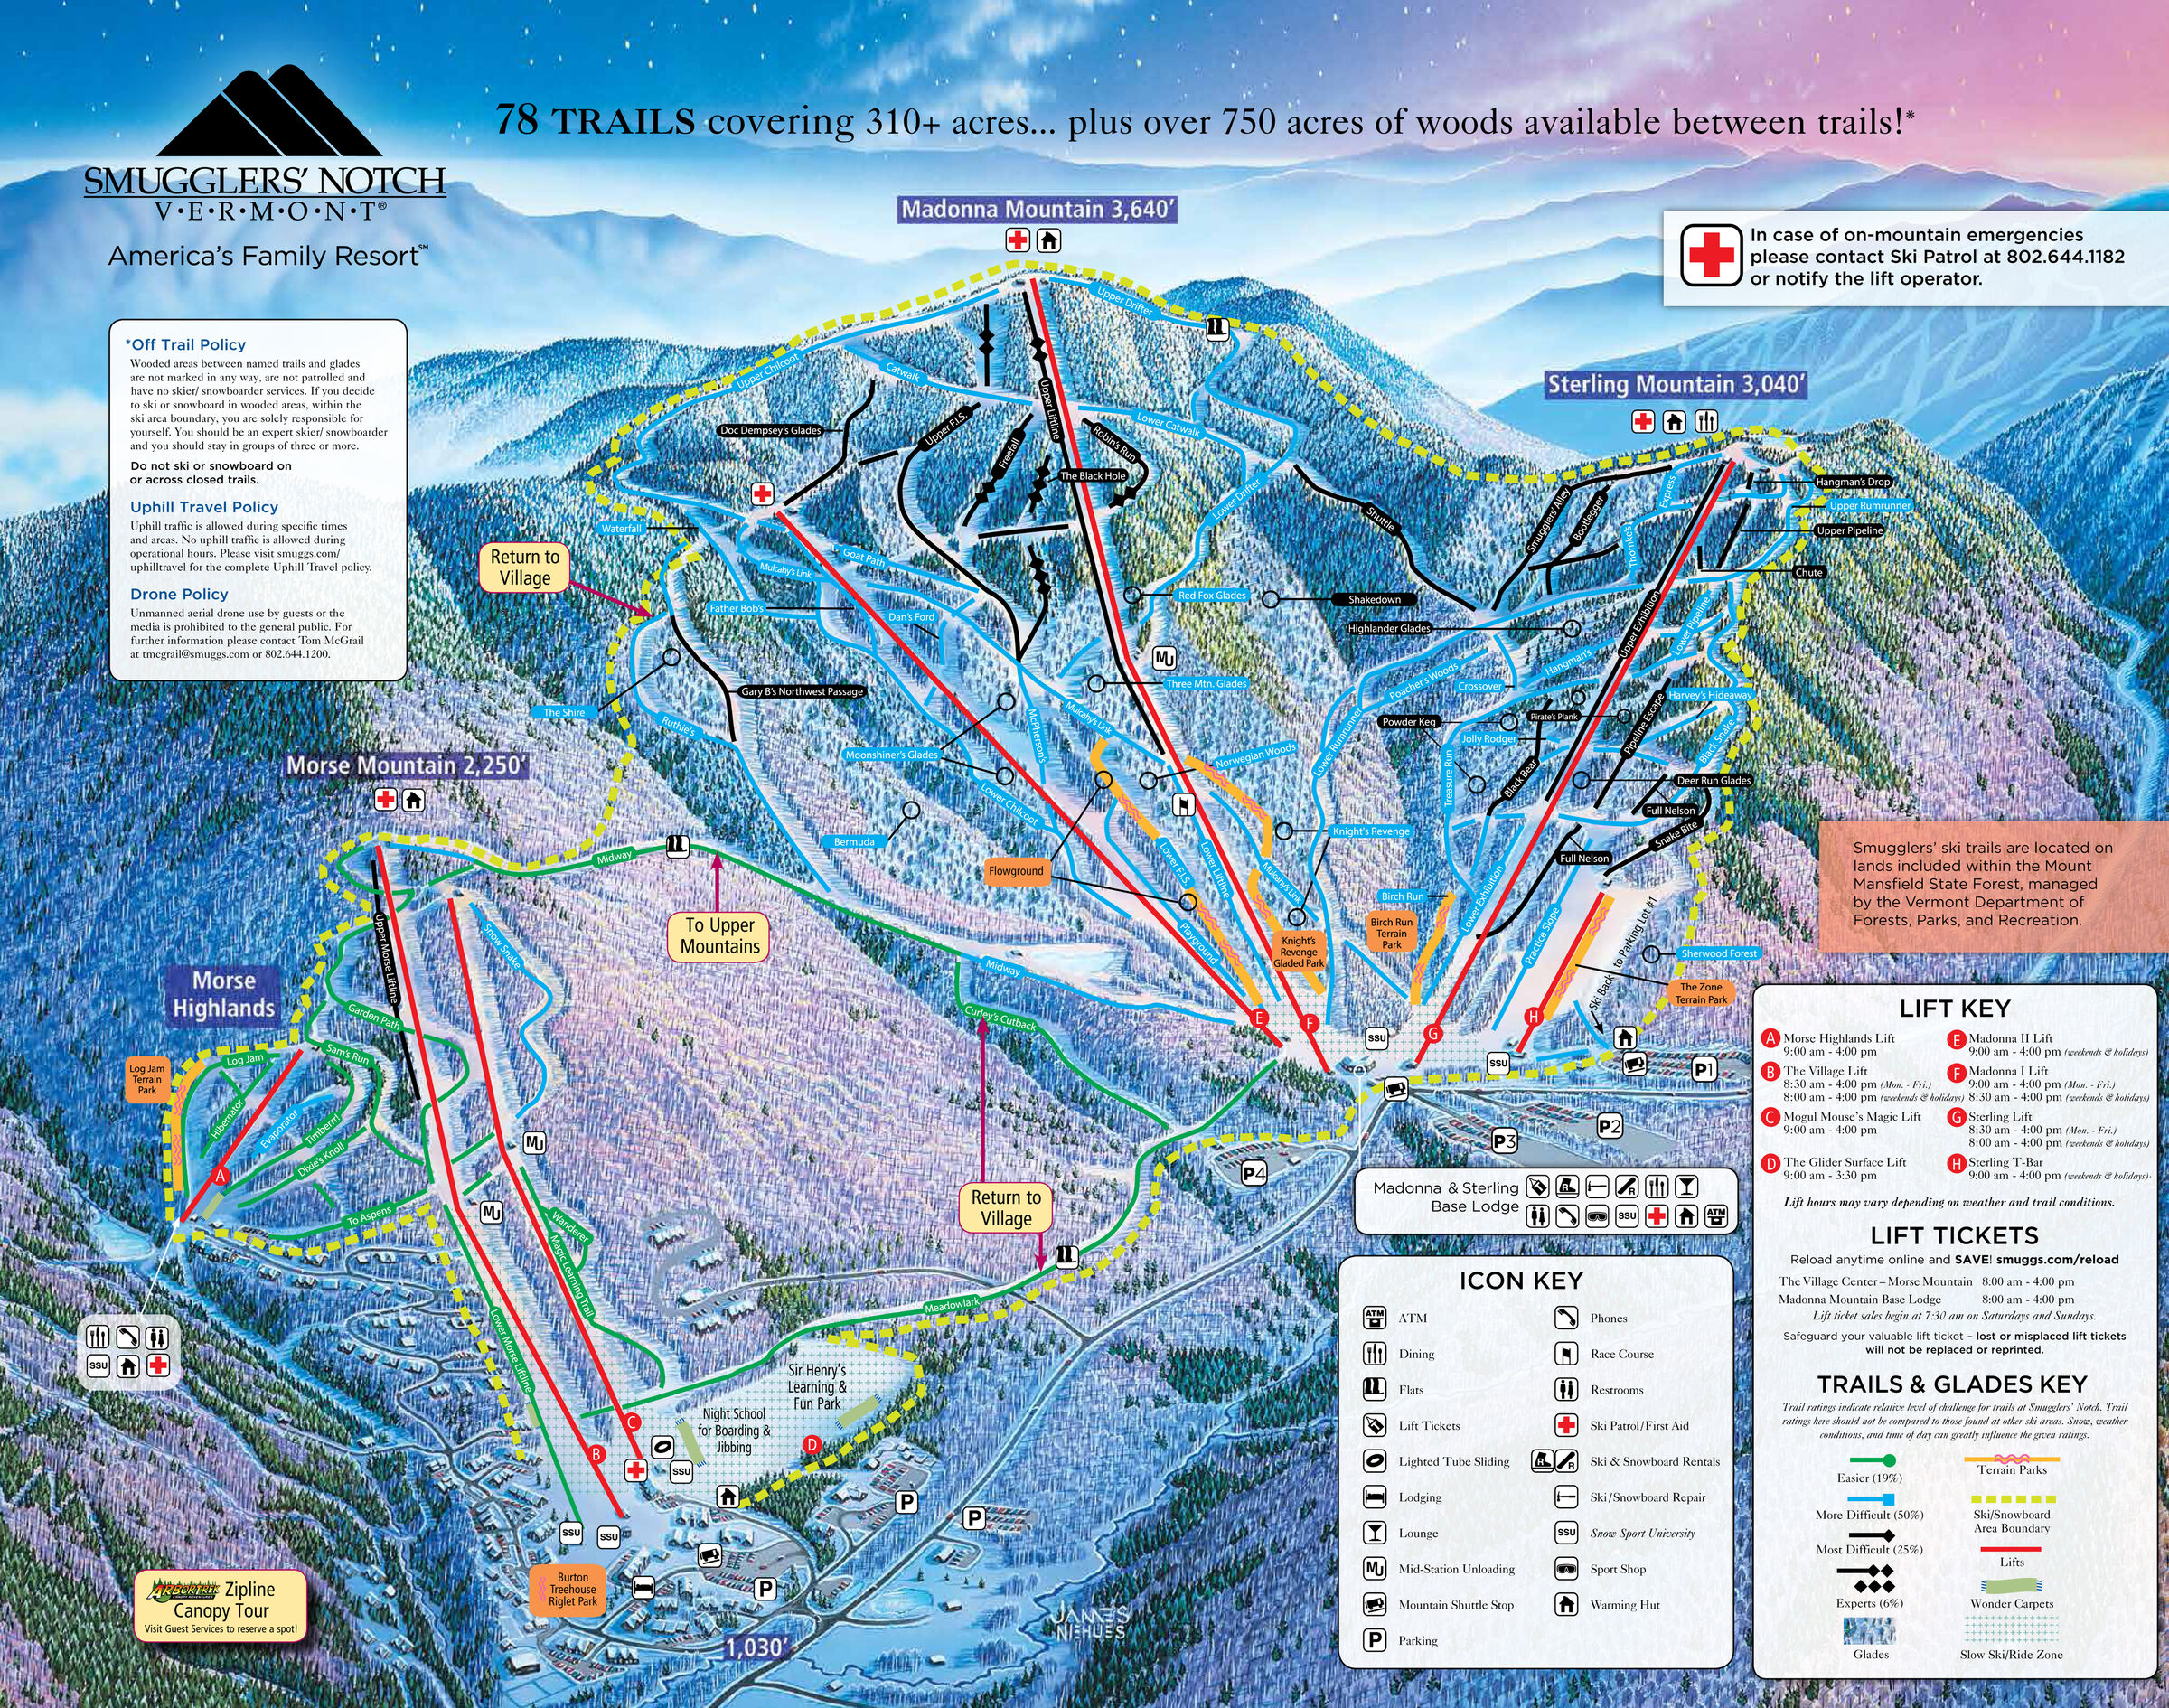 78 TRAILS covering 310+ acres... plus over 750 acres of woods available between trails!*
SMUGGLERS' NOTCH
V•E•R•M•O•N•T®
America's Family Resort℠
Madonna Mountain 3,640'
Sterling Mountain 3,040'
In case of on-mountain emergencies
please contact Ski Patrol at 802.644.1182
or notify the lift operator.
*Off Trail Policy
Wooded areas between named trails and glades
are not marked in any way, are not patrolled and
have no skier/ snowboarder services. If you decide
to ski or snowboard in wooded areas, within the
ski area boundary, you are solely responsible for
yourself. You should be an expert skier/ snowboarder
and you should stay in groups of three or more.
Do not ski or snowboard on
or across closed trails.
Uphill Travel Policy
Uphill traffic is allowed during specific times
and areas. No uphill traffic is allowed during
operational hours. Please visit smuggs.com/
uphilltravel for the complete Uphill Travel policy.
Drone Policy
Unmanned aerial drone use by guests or the
media is prohibited to the general public. For
further information please contact Tom McGrail
at tmcgrail@smuggs.com or 802.644.1200.
Upper Drifter
Upper Chilcoot
Catwalk
Upper Liftline
Lower Catwalk
Doc Dempsey's Glades
Upper F.I.S.
Freefall
Robin's Run
The Black Hole
Lower Drifter
Shuttle
Smugglers' Alley
Bootlegger
Express
Thomke's
Hangman's Drop
Upper Rumrunner
Upper Pipeline
Chute
Waterfall
Return to
Village
Goat Path
Mulcahy's Link
Father Bob's
Dan's Ford
Red Fox Glades
Shakedown
Highlander Glades
Upper Exhibition
Lower Pipeline
MU
Three Mtn. Glades
Poacher's Woods
Crossover
Hangman's
Harvey's Hideaway
Gary B's Northwest Passage
The Shire
Ruthie's
Moonshiner's Glades
McPherson's
Mulcahy's Link
Norwegian Woods
Lower Rumrunner
Powder Keg
Pirate's Plank
Jolly Rodger
Pipeline Escape
Black Snake
Treasure Run
Black Bear
Deer Run Glades
Full Nelson
Snake Bite
Full Nelson
Lower Chilcoot
Bermuda
Knight's Revenge
Flowground
Lower F.I.S.
Lower Liftline
Mulcahy's Link
Playground
Knight's
Revenge
Gladed Park
Birch Run
Birch Run
Terrain
Park
Lower Exhibition
Practice Slope
Ski Back to Parking Lot #1
Sherwood Forest
The Zone
Terrain Park
Smugglers' ski trails are located on
lands included within the Mount
Mansfield State Forest, managed
by the Vermont Department of
Forests, Parks, and Recreation.
Morse Mountain 2,250'
Midway
To Upper
Mountains
Midway
Curley's Cutback
Upper Morse Liftline
Snow Snake
Morse
Highlands
Garden Path
Sam's Run
Log Jam
Log Jam
Terrain
Park
Hibernator
Evaporator
Timberrr!
Dixie's Knoll
To Aspens
A
MU
MU
Wanderer
Magic Learning Trail
Lower Morse Liftline
Return to
Village
Meadowlark
E
F
G
H
SSU
SSU
P1
P2
P3
P4
Madonna & Sterling
Base Lodge
SSU
ATM
SSU
Sir Henry's
Learning &
Fun Park
Night School
for Boarding &
Jibbing
B
C
D
SSU
SSU
SSU
P
P
P
Burton
Treehouse
Riglet Park
1,030'
JAMES
NIEHUES
ARBORTREK
Zipline
Canopy Tour
Visit Guest Services to reserve a spot!
ICON KEY
ATM ATM
Dining
Flats
Lift Tickets
Lighted Tube Sliding
Lodging
Lounge
MU Mid-Station Unloading
Mountain Shuttle Stop
P Parking
Phones
Race Course
Restrooms
Ski Patrol/First Aid
Ski & Snowboard Rentals
Ski/Snowboard Repair
SSU Snow Sport University
Sport Shop
Warming Hut
LIFT KEY
A Morse Highlands Lift
9:00 am - 4:00 pm
B The Village Lift
8:30 am - 4:00 pm (Mon. - Fri.)
8:00 am - 4:00 pm (weekends & holidays)
C Mogul Mouse's Magic Lift
9:00 am - 4:00 pm
D The Glider Surface Lift
9:00 am - 3:30 pm
E Madonna II Lift
9:00 am - 4:00 pm (weekends & holidays)
F Madonna I Lift
9:00 am - 4:00 pm (Mon. - Fri.)
8:30 am - 4:00 pm (weekends & holidays)
G Sterling Lift
8:30 am - 4:00 pm (Mon. - Fri.)
8:00 am - 4:00 pm (weekends & holidays)
H Sterling T-Bar
9:00 am - 4:00 pm (weekends & holidays)
Lift hours may vary depending on weather and trail conditions.
LIFT TICKETS
Reload anytime online and SAVE! smuggs.com/reload
The Village Center – Morse Mountain 8:00 am - 4:00 pm
Madonna Mountain Base Lodge 8:00 am - 4:00 pm
Lift ticket sales begin at 7:30 am on Saturdays and Sundays.
Safeguard your valuable lift ticket – lost or misplaced lift tickets
will not be replaced or reprinted.
TRAILS & GLADES KEY
Trail ratings indicate relative level of challenge for trails at Smugglers' Notch. Trail
ratings here should not be compared to those found at other ski areas. Snow, weather
conditions, and time of day can greatly influence the given ratings.
Easier (19%)
More Difficult (50%)
Most Difficult (25%)
Experts (6%)
Glades
Terrain Parks
Ski/Snowboard
Area Boundary
Lifts
Wonder Carpets
Slow Ski/Ride Zone